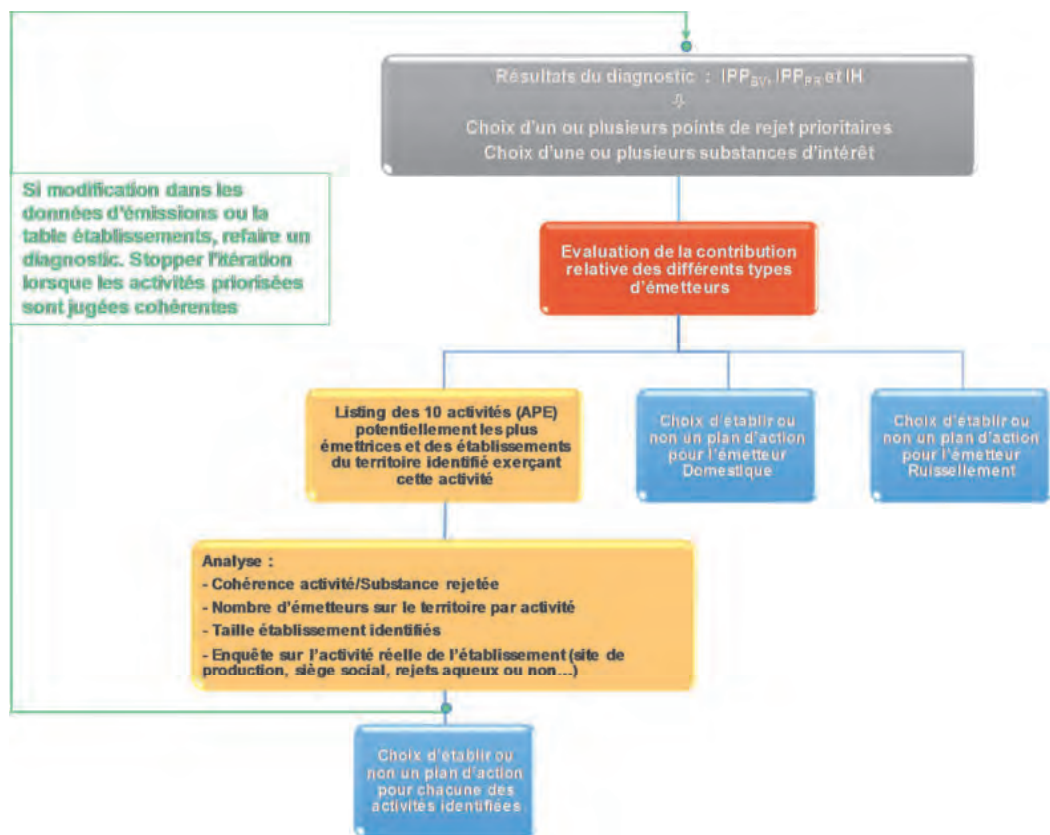 Résultats du diagnostic : IPPBV, IPPPR et IH
⇩
Choix d'un ou plusieurs points de rejet prioritaires
Choix d'une ou plusieurs substances d'intérêt
Si modification dans les
données d'émissions ou la
table établissements, refaire un
diagnostic. Stopper l'itération
lorsque les activités priorisées
sont jugées cohérentes
Evaluation de la contribution
relative des différents types
d'émetteurs
Listing des 10 activités (APE)
potentiellement les plus
émettrices et des établissements
du territoire identifié exerçant
cette activité
Choix d'établir ou
non un plan d'action
pour l'émetteur
Domestique
Choix d'établir ou
non un plan d'action
pour l'émetteur
Ruissellement
Analyse :
- Cohérence activité/Substance rejetée
- Nombre d'émetteurs sur le territoire par activité
- Taille établissement identifiés
- Enquête sur l'activité réelle de l'établissement (site de
production, siège social, rejets aqueux ou non…)
Choix d'établir ou
non un plan d'action
pour chacune des
activités identifiées